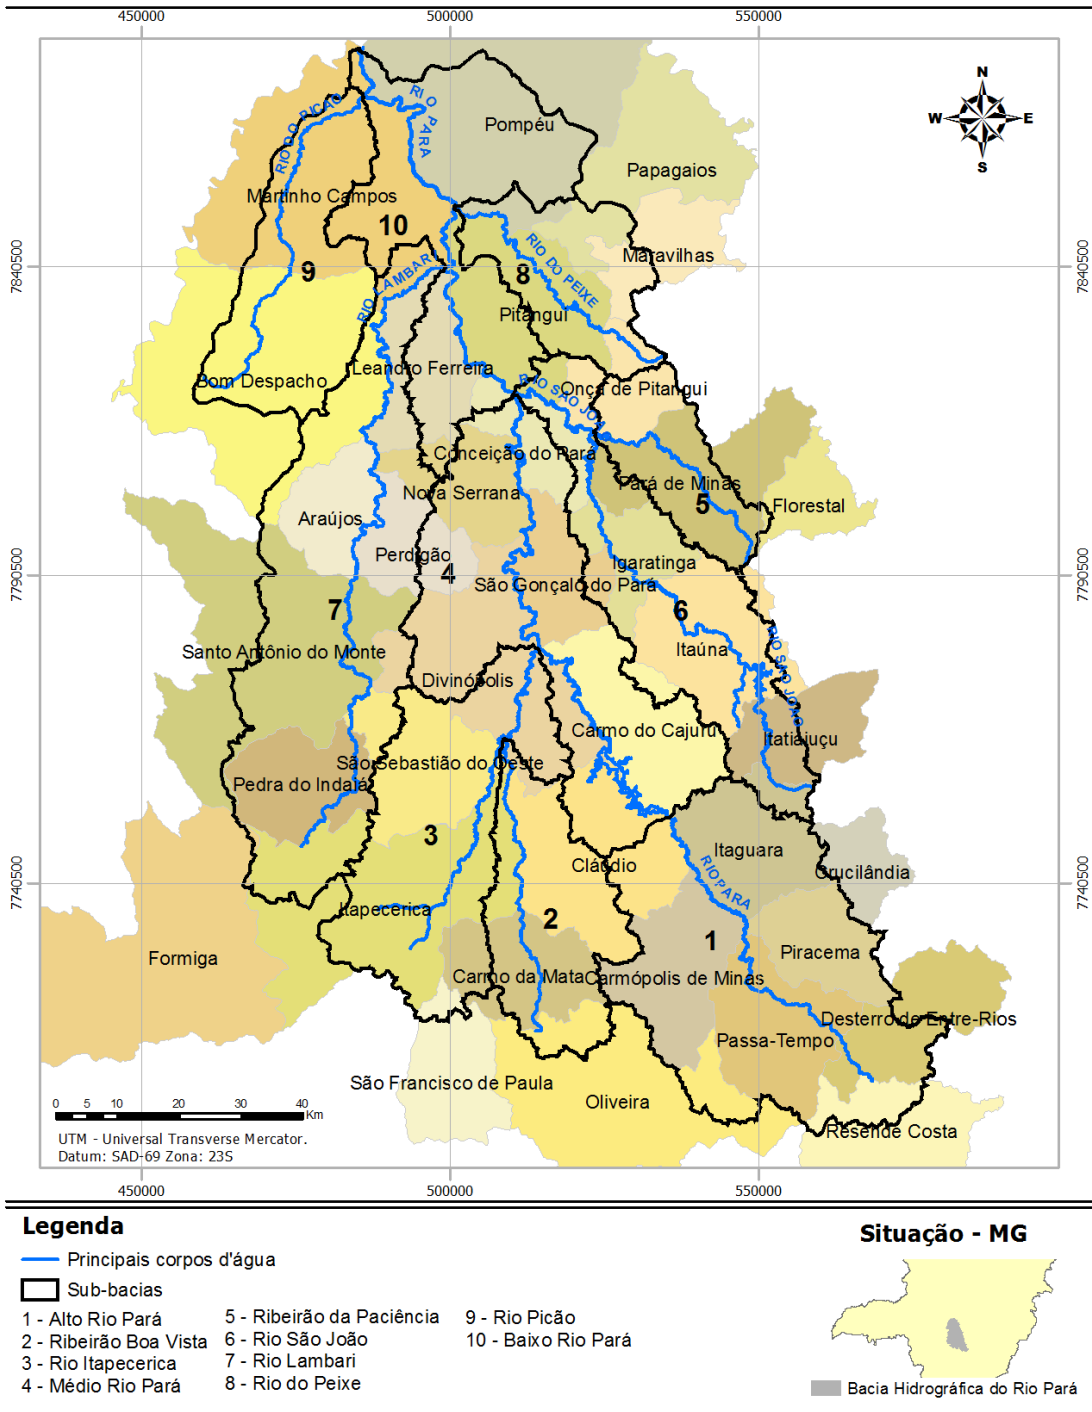 450000 500000 550000
N
W E
S
RIO DO PICÃO
RIO PARÁ
Pompéu
Papagaios
Martinho Campos
10
Maravilhas
7840500 7840500
9
RIO LAMBARI
8
RIO DO PEIXE
Pitangui
Leandro Ferreira
Bom Despacho
RIO SÃO JOÃO
Onça de Pitangui
Conceição do Pará
Pará de Minas
5
Nova Serrana
Florestal
Araújos
Perdigão
4
Igaratinga
São Gonçalo do Pará
7790500 7790500
7
6
Itaúna
RIO SÃO JOÃO
Santo Antônio do Monte
Divinópolis
Carmo do Cajuru
Itatiaiuçu
São Sebastião do Oeste
Pedra do Indaiá
3
Itaguara
Cláudio
Crucilândia
7740500 7740500
RIO PARÁ
Itapecerica
2
1
Piracema
Formiga
Carmo da Mata
Carmópolis de Minas
Desterro de Entre-Rios
Passa-Tempo
São Francisco de Paula
Oliveira
Resende Costa
0 5 10 20 30 40
Km
UTM - Universal Transverse Mercator.
Datum: SAD-69 Zona: 23S
450000 500000 550000
Legenda
Principais corpos d'água
Sub-bacias
1 - Alto Rio Pará
2 - Ribeirão Boa Vista
3 - Rio Itapecerica
4 - Médio Rio Pará
5 - Ribeirão da Paciência
6 - Rio São João
7 - Rio Lambari
8 - Rio do Peixe
9 - Rio Picão
10 - Baixo Rio Pará
Situação - MG
Bacia Hidrográfica do Rio Pará